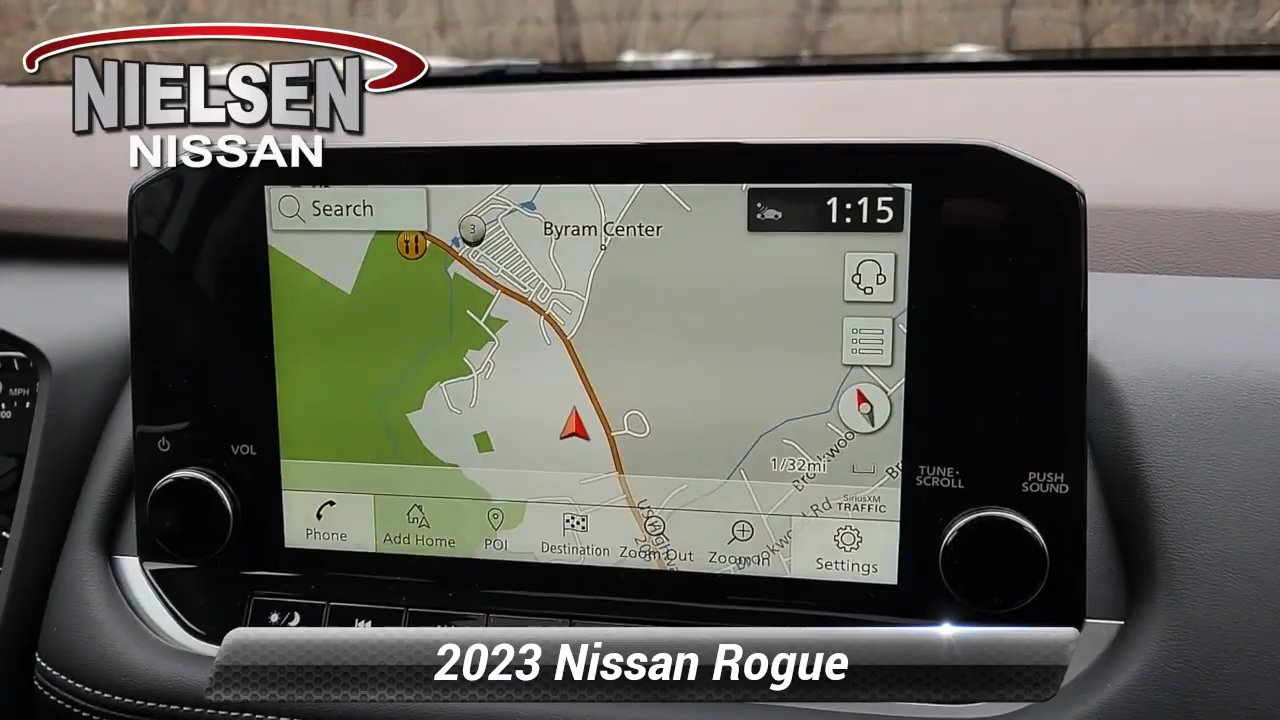 NIELSEN
NISSAN
Search
3
Byram Center
1:15
MPH
VOL
1/32mi
TUNE·
SCROLL
PUSH
SOUND
SiriusXM
TRAFFIC
Phone
Add Home
POI
Destination
Zoom Out
Zoom In
Settings
2023 Nissan Rogue